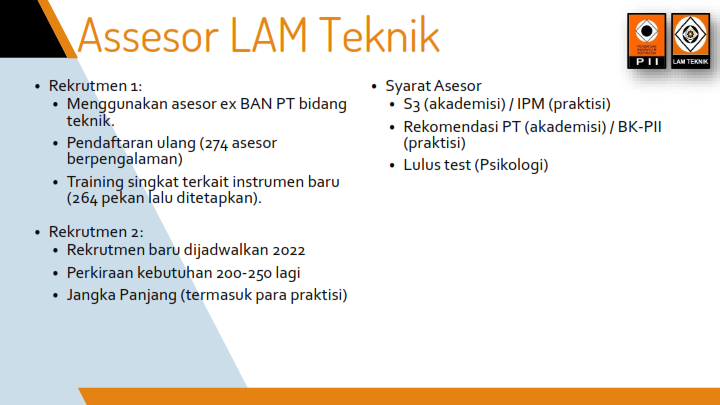 Assesor LAM Teknik
PII
LAM TEKNIK
• Rekrutmen 1:
• Menggunakan asesor ex BAN PT bidang
teknik.
• Pendaftaran ulang (274 asesor
berpengalaman)
• Training singkat terkait instrumen baru
(264 pekan lalu ditetapkan).
• Rekrutmen 2:
• Rekrutmen baru dijadwalkan 2022
• Perkiraan kebutuhan 200-250 lagi
• Jangka Panjang (termasuk para praktisi)
• Syarat Asesor
• S3 (akademisi) / IPM (praktisi)
• Rekomendasi PT (akademisi) / BK-PII
(praktisi)
• Lulus test (Psikologi)